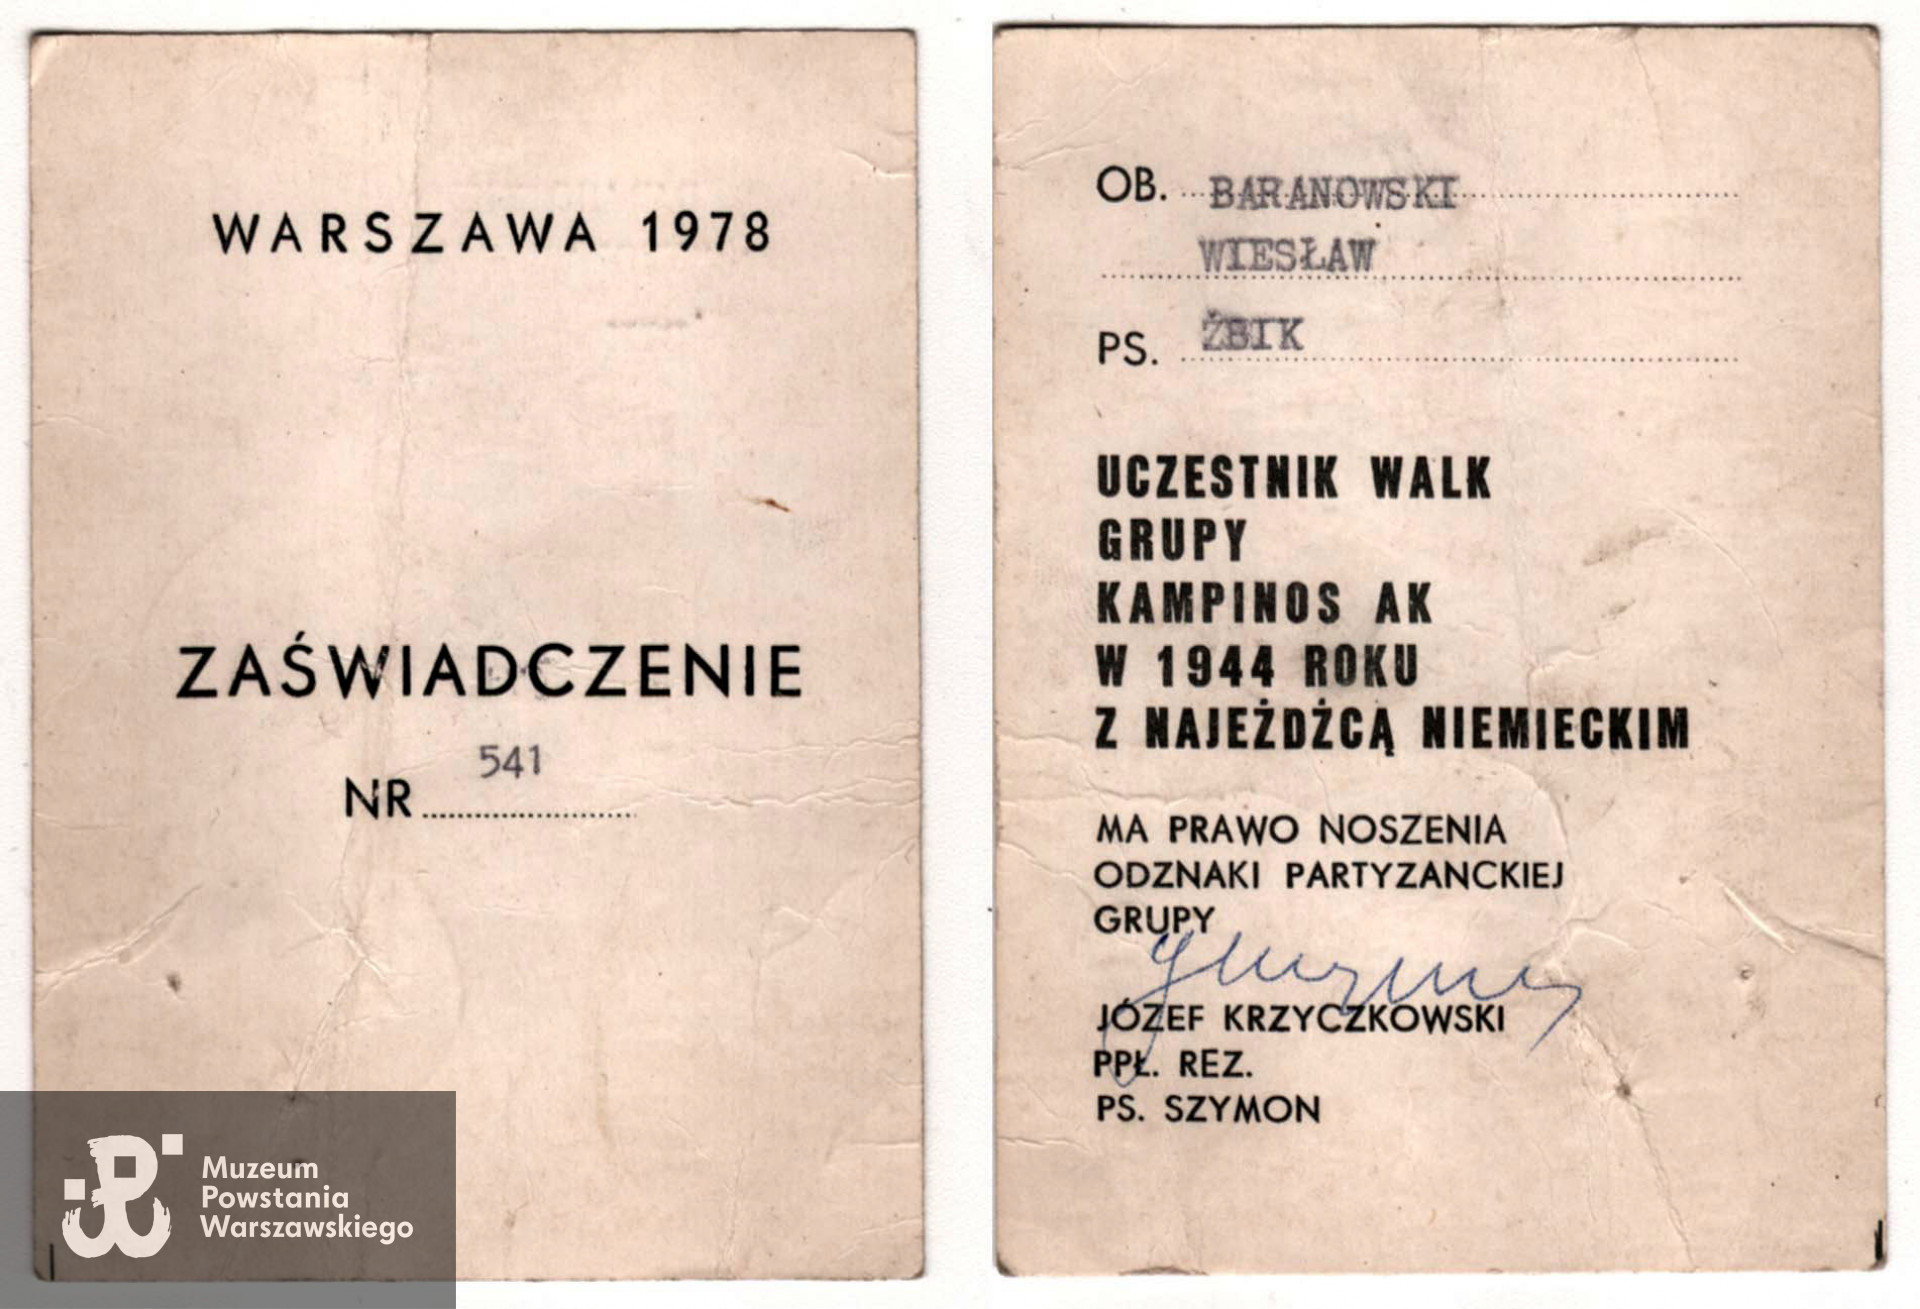 WARSZAWA 1978
ZAŚWIADCZENIE
541
NR
OB. BARANOWSKI
WIESŁAW
PS. ŻBIK
UCZESTNIK WALK
GRUPY
KAMPINOS AK
W 1944 ROKU
Z NAJEŻDŻCĄ NIEMIECKIM
MA PRAWO NOSZENIA
ODZNAKI PARTYZANCKIEJ
GRUPY
JÓZEF KRZYCZKOWSKI
PPŁ. REZ.
PS. SZYMON
Muzeum
Powstania
Warszawskiego